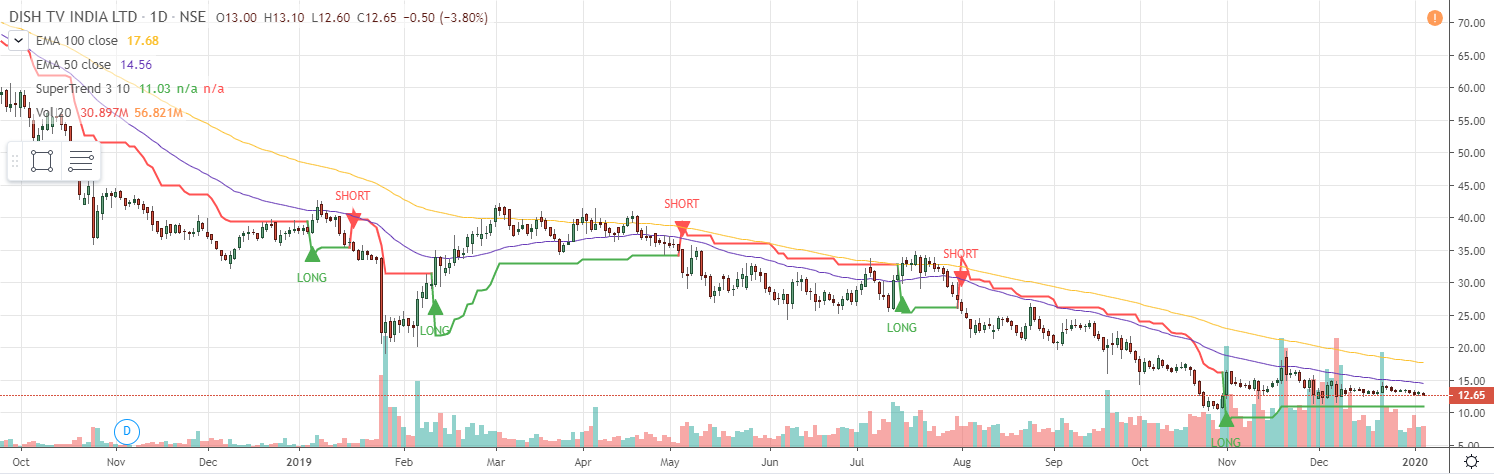 DISH TV INDIA LTD · 1D · NSE O13.00 H13.10 L12.60 C12.65 −0.50 (−3.80%)
EMA 100 close 17.68
EMA 50 close 14.56
SuperTrend 3 10 11.03 n/a n/a
Vol 20 30.897M 56.821M
!
70.00
65.00
60.00
55.00
50.00
45.00
40.00
35.00
30.00
25.00
20.00
15.00
12.65
10.00
5.00
SHORT
LONG
LONG
SHORT
LONG
SHORT
LONG
D
Oct Nov Dec 2019 Feb Mar Apr May Jun Jul Aug Sep Oct Nov Dec 2020